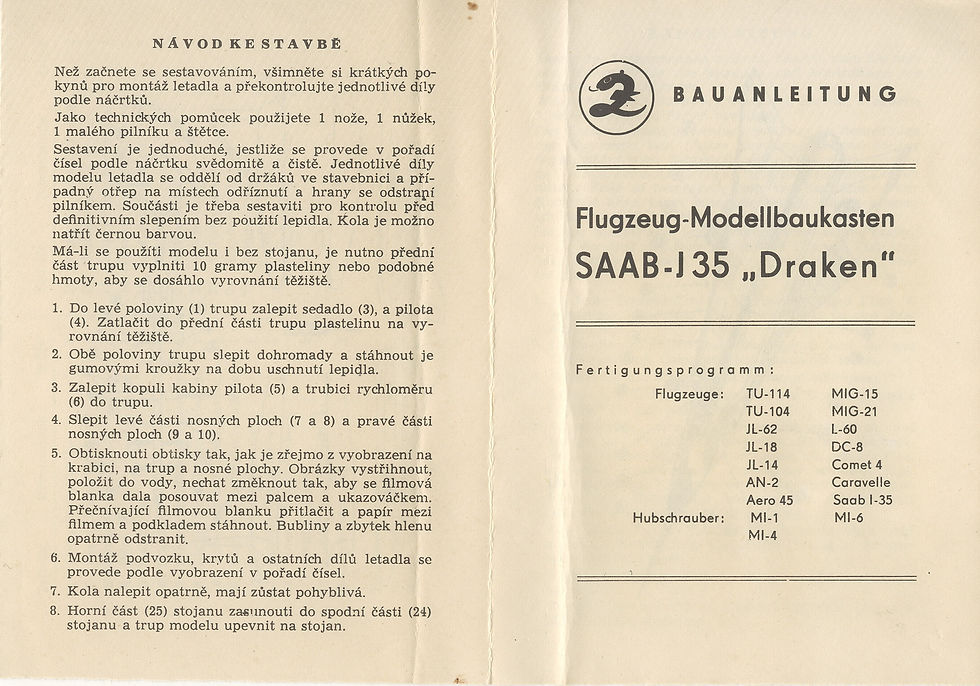 NÁVOD KE STAVBĚ
Než začnete se sestavováním, všimněte si krátkých po-
kynů pro montáž letadla a překontrolujte jednotlivé díly
podle náčrtků.
Jako technických pomůcek použijete 1 nože, 1 nůžek,
1 malého pilníku a štětce.
Sestavení je jednoduché, jestliže se provede v pořadí
čísel podle náčrtku svědomitě a čistě. Jednotlivé díly
modelu letadla se oddělí od držáků ve stavebnici a pří-
padný otřep na místech odříznutí a hrany se odstraní
pilníkem. Součásti je třeba sestaviti pro kontrolu před
definitivním slepením bez použití lepidla. Kola je možno
natřít černou barvou.
Má-li se použíti modelu i bez stojanu, je nutno přední
část trupu vyplniti 10 gramy plasteliny nebo podobné
hmoty, aby se dosáhlo vyrovnání těžiště.
1. Do levé poloviny (1) trupu zalepit sedadlo (3), a pilota
(4). Zatlačit do přední části trupu plastelinu na vy-
rovnání těžiště.
2. Obě poloviny trupu slepit dohromady a stáhnout je
gumovými kroužky na dobu uschnutí lepidla.
3. Zalepit kopuli kabiny pilota (5) a trubici rychloměru
(6) do trupu.
4. Slepit levé části nosných ploch (7 a 8) a pravé části
nosných ploch (9 a 10).
5. Obtisknouti obtisky tak, jak je zřejmo z vyobrazení na
krabici, na trup a nosné plochy. Obrázky vystřihnout,
položit do vody, nechat změknout tak, aby se filmová
blanka dala posouvat mezi palcem a ukazováčkem.
Přečnívající filmovou blanku přitlačit a papír mezi
filmem a podkladem stáhnout. Bubliny a zbytek hlenu
opatrně odstranit.
6. Montáž podvozku, krytů a ostatních dílů letadla se
provede podle vyobrazení v pořadí čísel.
7. Kola nalepit opatrně, mají zůstat pohyblivá.
8. Horní část (25) stojanu zasunouti do spodní části (24)
stojanu a trup modelu upevnit na stojan.
BAUANLEITUNG
Flugzeug-Modellbaukasten
SAAB-J 35 „Draken“
Fertigungsprogramm:
Flugzeuge: TU-114 MIG-15
TU-104 MIG-21
JL-62 L-60
JL-18 DC-8
JL-14 Comet 4
AN-2 Caravelle
Aero 45 Saab I-35
Hubschrauber: MI-1 MI-6
MI-4